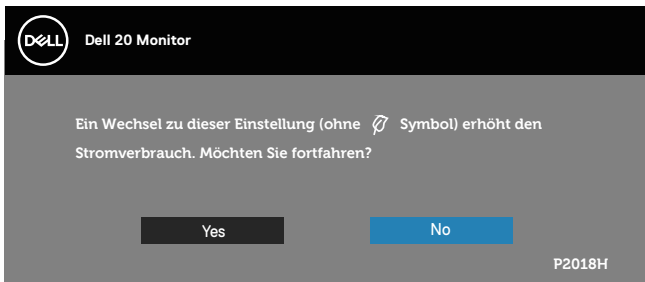 DELL
Dell 20 Monitor
Ein Wechsel zu dieser Einstellung (ohne Symbol) erhöht den
Stromverbrauch. Möchten Sie fortfahren?
Yes No
P2018H